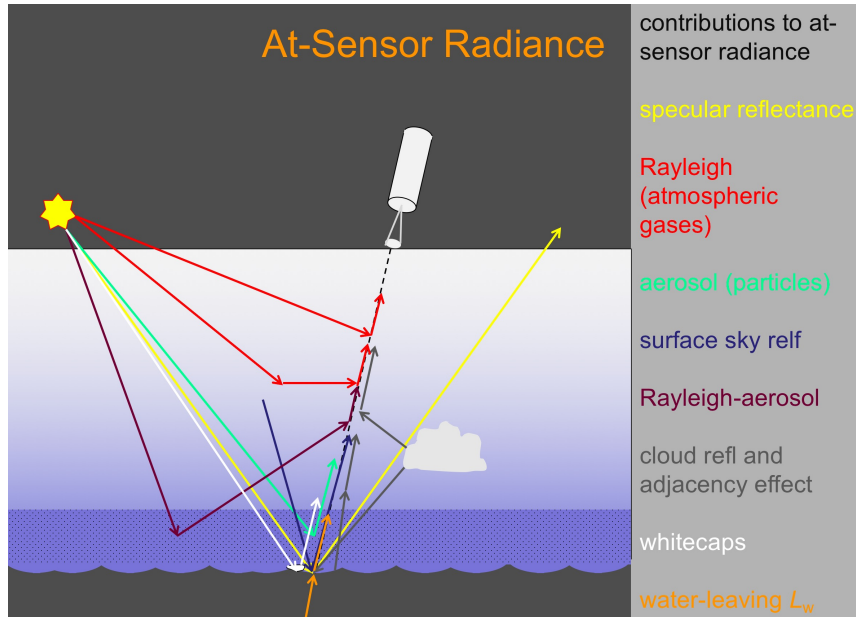 At-Sensor Radiance
contributions to at-
sensor radiance
specular reflectance
Rayleigh
(atmospheric
gases)
aerosol (particles)
surface sky relf
Rayleigh-aerosol
cloud refl and
adjacency effect
whitecaps
water-leaving Lw